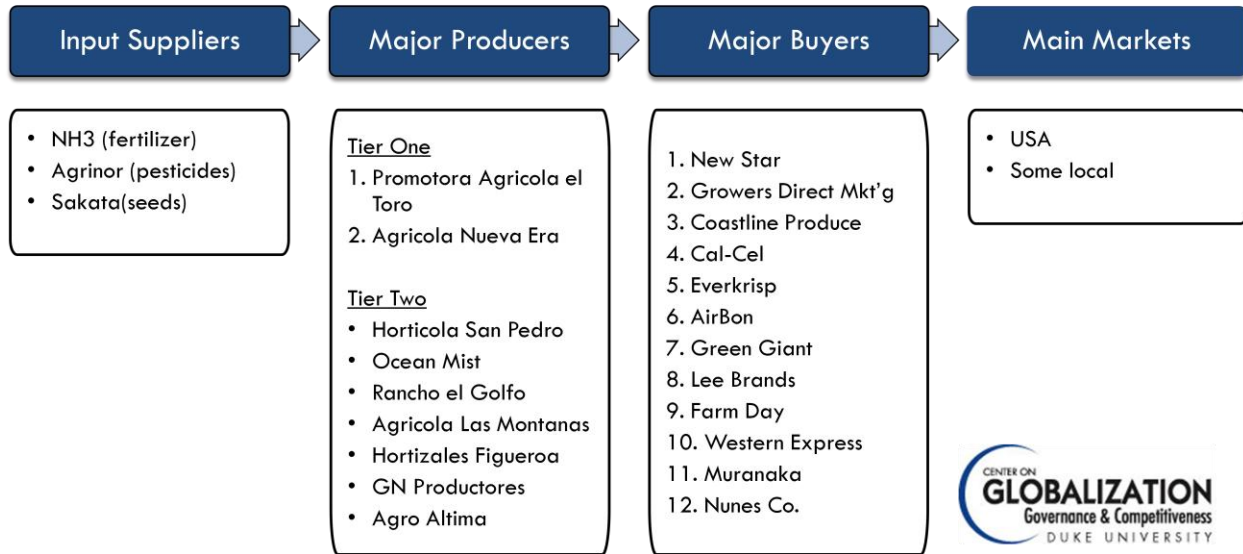 Input Suppliers
Major Producers
Major Buyers
Main Markets
• NH3 (fertilizer)
• Agrinor (pesticides)
• Sakata(seeds)
Tier One
1. Promotora Agricola el
Toro
2. Agricola Nueva Era
Tier Two
• Horticola San Pedro
• Ocean Mist
• Rancho el Golfo
• Agricola Las Montanas
• Hortizales Figueroa
• GN Productores
• Agro Altima
1. New Star
2. Growers Direct Mkt'g
3. Coastline Produce
4. Cal-Cel
5. Everkrisp
6. AirBon
7. Green Giant
8. Lee Brands
9. Farm Day
10. Western Express
11. Muranaka
12. Nunes Co.
• USA
• Some local
CENTER ON
GLOBALIZATION
Governance & Competitiveness
DUKE UNIVERSITY